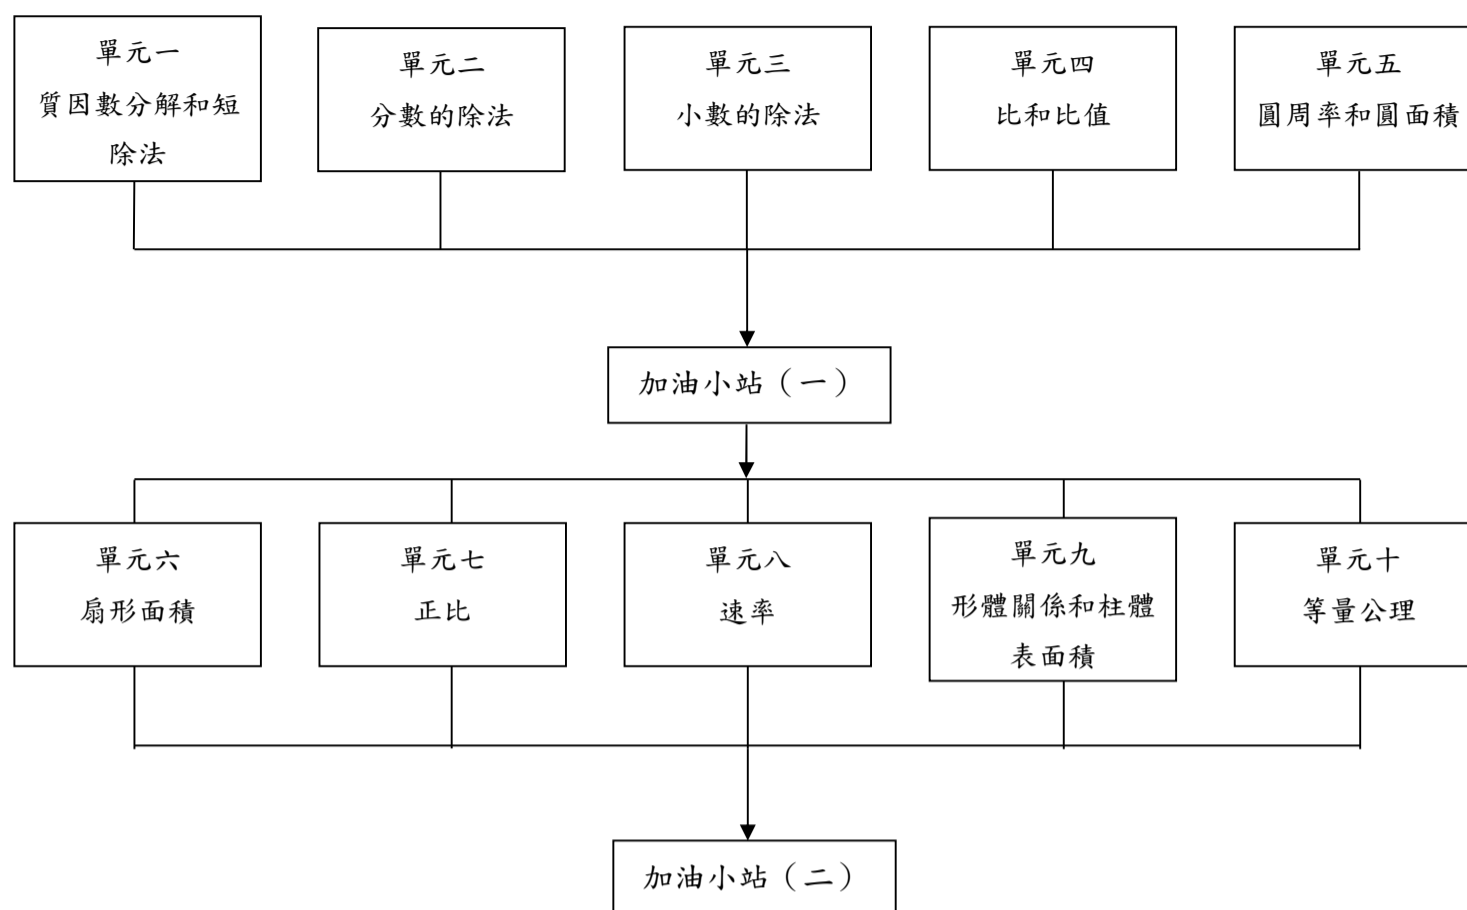 單元一
質因數分解和短
除法
單元二
分數的除法
單元三
小數的除法
單元四
比和比值
單元五
圓周率和圓面積
加油小站（一）
單元六
扇形面積
單元七
正比
單元八
速率
單元九
形體關係和柱體
表面積
單元十
等量公理
加油小站（二）